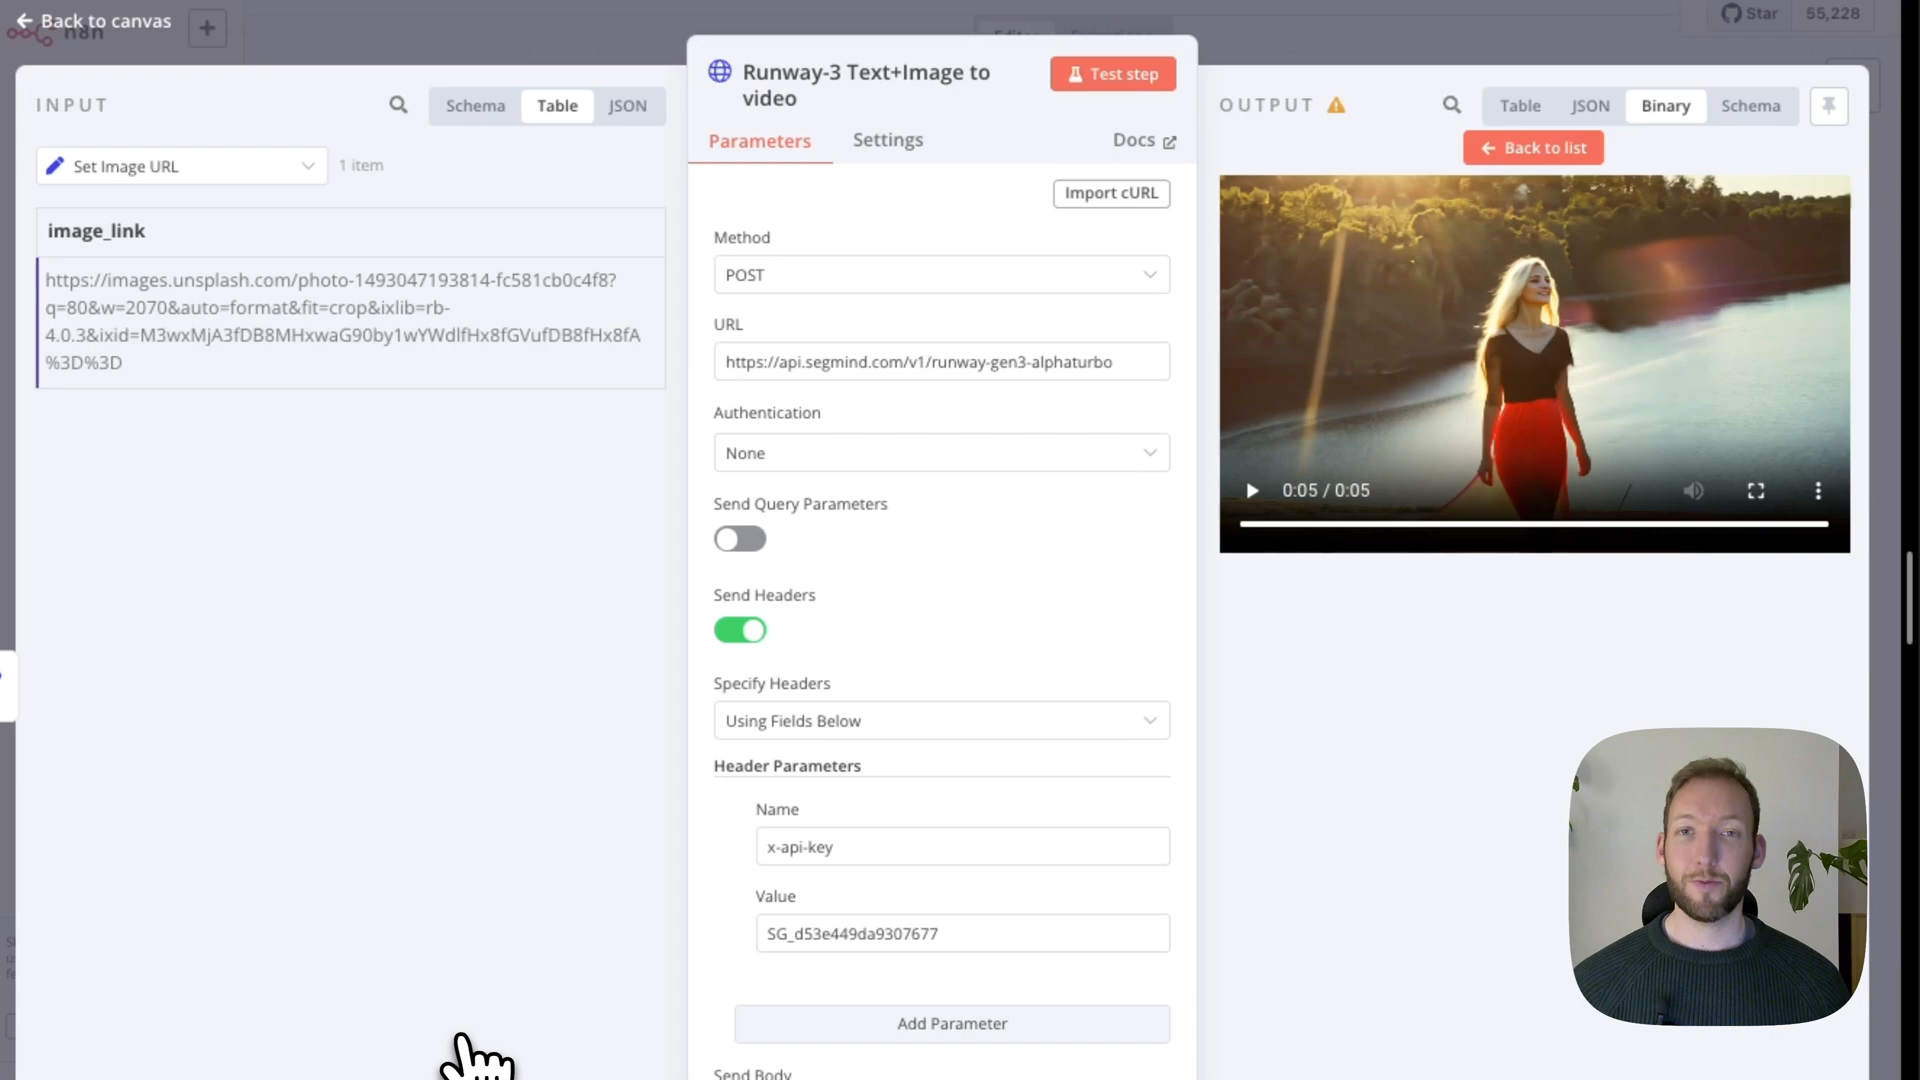 Back to canvas
n8n
Star
55,228
INPUT
Schema
Table
JSON
Set Image URL
1 item
image_link
https://images.unsplash.com/photo-1493047193814-fc581cb0c4f8?
q=80&w=2070&auto=format&fit=crop&ixlib=rb-
4.0.3&ixid=M3wxMjA3fDB8MHxwaG90by1wYWdlfHx8fGVufDB8fHx8fA
%3D%3D
Runway-3 Text+Image to
video
Test step
Parameters
Settings
Docs
Import cURL
Method
POST
URL
https://api.segmind.com/v1/runway-gen3-alphaturbo
Authentication
None
Send Query Parameters
Send Headers
Specify Headers
Using Fields Below
Header Parameters
Name
x-api-key
Value
SG_d53e449da9307677
Add Parameter
Send Body
OUTPUT
Table
JSON
Binary
Schema
Back to list
0:05 / 0:05